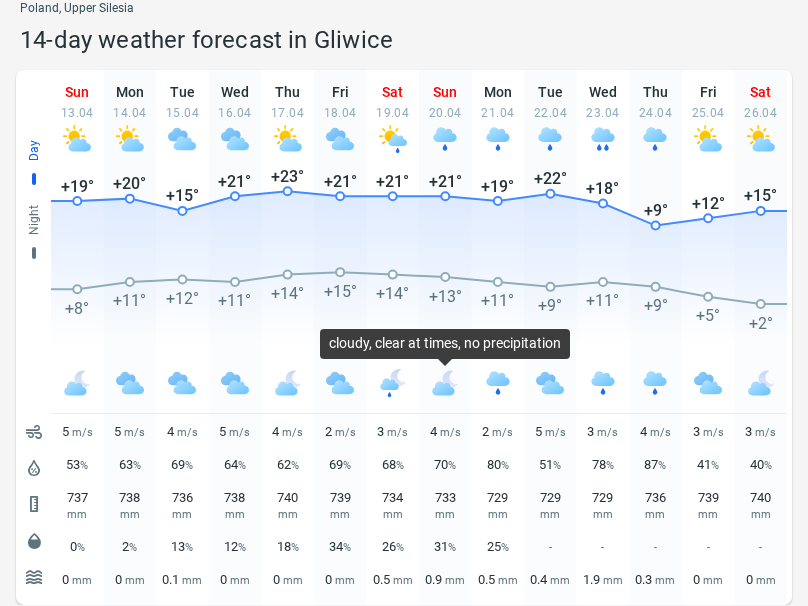 Poland, Upper Silesia
14-day weather forecast in Gliwice
Sun Mon Tue Wed Thu Fri Sat Sun Mon Tue Wed Thu Fri Sat
13.04 14.04 15.04 16.04 17.04 18.04 19.04 20.04 21.04 22.04 23.04 24.04 25.04 26.04
Day
+19° +20° +15° +21° +23° +21° +21° +21° +19° +22° +18° +9° +12° +15°
Night
+8° +11° +12° +11° +14° +15° +14° +13° +11° +9° +11° +9° +5° +2°
cloudy, clear at times, no precipitation
5 m/s 5 m/s 4 m/s 5 m/s 4 m/s 2 m/s 3 m/s 4 m/s 2 m/s 5 m/s 3 m/s 4 m/s 3 m/s 3 m/s
53% 63% 69% 64% 62% 69% 68% 70% 80% 51% 78% 87% 41% 40%
737 738 736 738 740 739 734 733 729 729 729 736 739 740
mm mm mm mm mm mm mm mm mm mm mm mm mm mm
0% 2% 13% 12% 18% 34% 26% 31% 25% - - - - -
0 mm 0 mm 0.1 mm 0 mm 0 mm 0 mm 0.5 mm 0.9 mm 0.5 mm 0.4 mm 1.9 mm 0.3 mm 0 mm 0 mm